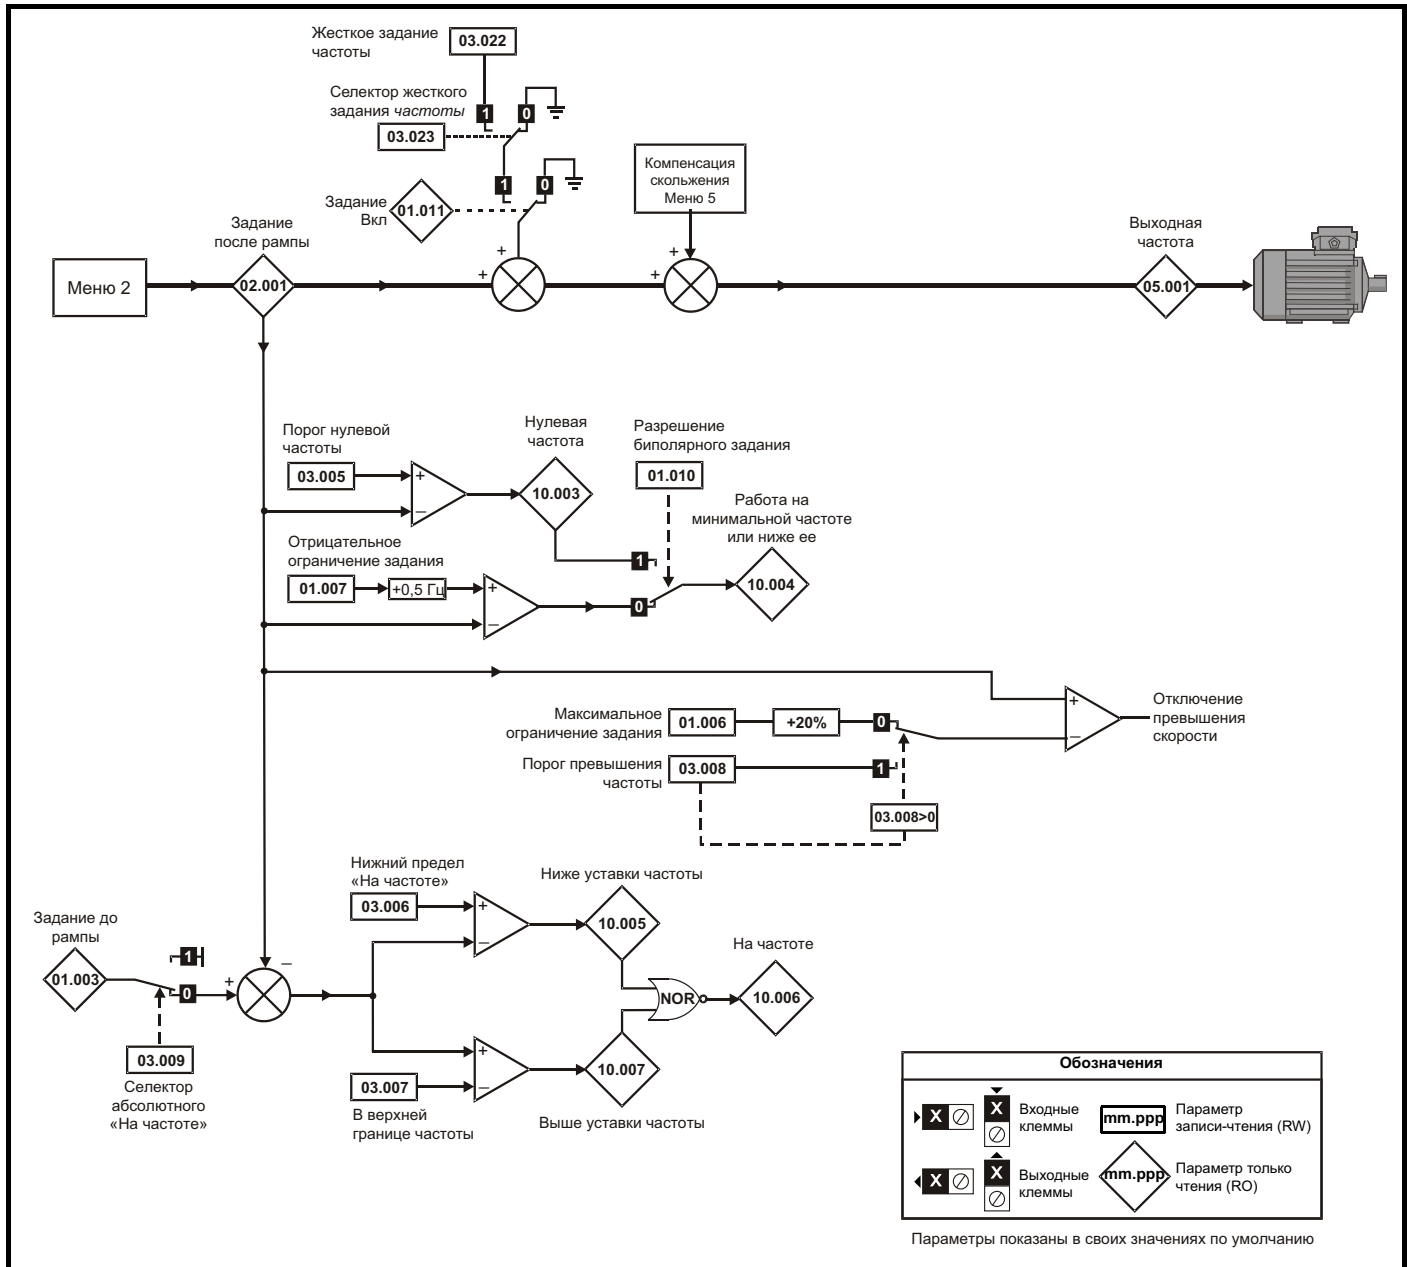 Жесткое задание
частоты
03.022
Селектор жесткого
задания частоты
1
0
03.023
1
0
Задание
Вкл
01.011
Компенсация
скольжения
Меню 5
Задание
после рампы
Выходная
частота
+
+
+
+
Меню 2
02.001
05.001
Порог нулевой
частоты
Нулевая
частота
Разрешение
биполярного задания
03.005
+
–
10.003
01.010
Работа на
минимальной частоте
или ниже ее
Отрицательное
ограничение задания
1
01.007
+0,5 Гц
+
–
0
10.004
Максимальное
ограничение задания
01.006
+20%
0
+
–
Отключение
превышения
скорости
Порог превышения
частоты
03.008
1
03.008>0
Нижний предел
«На частоте»
Ниже уставки частоты
03.006
+
–
10.005
Задание до
рампы
На частоте
1
01.003
0
+
–
NOR
10.006
03.009
Селектор
абсолютного
«На частоте»
03.007
+
–
10.007
В верхней
границе частоты
Выше уставки частоты
Обозначения
X
X
Входные
клеммы
mm.ppp
Параметр
записи-чтения (RW)
X
X
Выходные
клеммы
mm.ppp
Параметр только
чтения (RO)
Параметры показаны в своих значениях по умолчанию